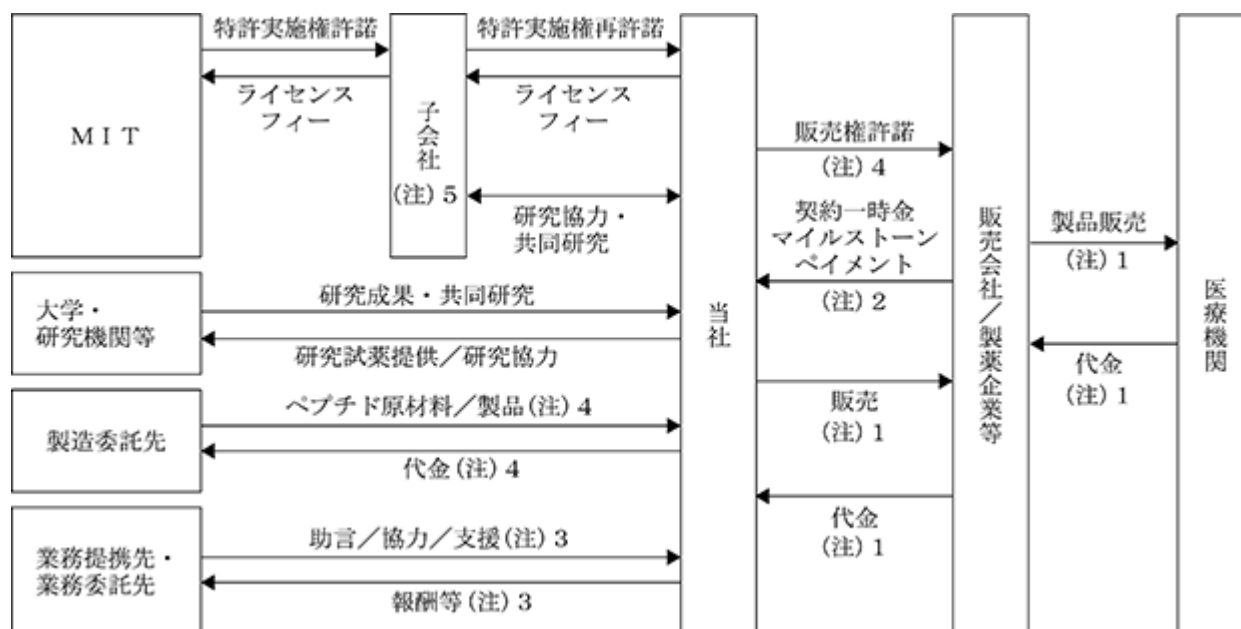 特許実施権許諾
特許実施権再許諾
ライセンス
フィー
ライセンス
フィー
MIT
子会社
(注) 5
研究協力・
共同研究
販売権許諾
(注) 4
契約一時金
マイルストーン
ペイメント
(注) 2
製品販売
(注) 1
大学・
研究機関等
研究成果・共同研究
研究試薬提供／研究協力
当社
販売会社／製薬企業等
医療機関
代金
(注) 1
製造委託先
ペプチド原材料／製品(注) 4
代金(注) 4
販売
(注) 1
代金
(注) 1
業務提携先・
業務委託先
助言／協力／支援(注) 3
報酬等(注) 3